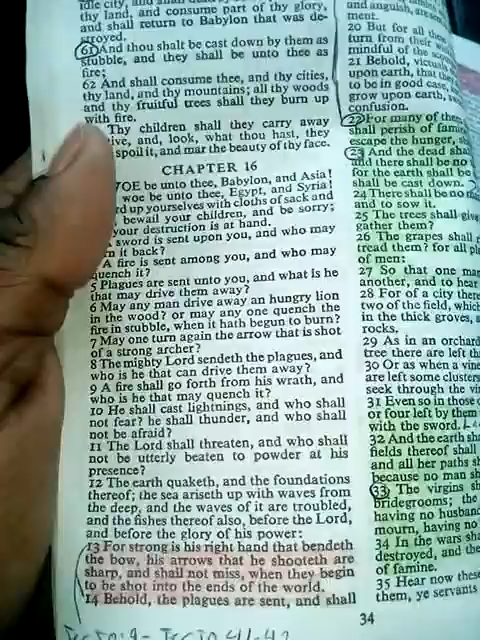 idle city, and
thy land, and consume part of thy glory,
and shall return to Babylon that was de-
stroyed.
61 And thou shalt be cast down by them as
stubble, and they shall be unto thee as
fire;
62 And shall consume thee, and thy cities,
thy land, and thy mountains; all thy woods
and thy fruitful trees shall they burn up
with fire.
Thy children shall they carry away
ive, and, look, what thou hast, they
spoil it, and mar the beauty of thy face.
CHAPTER 16
WOE be unto thee, Babylon, and Asia!
woe be unto thee, Egypt, and Syria!
rd up yourselves with cloths of sack and
bewail your children, and be sorry;
your destruction is at hand.
sword is sent upon you, and who may
n it back?
A fire is sent among you, and who may
quench it?
5 Plagues are sent unto you, and what is he
that may drive them away?
6 May any man drive away an hungry lion
in the wood? or may any one quench the
fire in stubble, when it hath begun to burn?
7 May one turn again the arrow that is shot
of a strong archer?
8 The mighty Lord sendeth the plagues, and
who is he that can drive them away?
9 A fire shall go forth from his wrath, and
who is he that may quench it?
10 He shall cast lightnings, and who shall
not fear? he shall thunder, and who shall
not be afraid?
11 The Lord shall threaten, and who shall
not be utterly beaten to powder at his
presence?
12 The earth quaketh, and the foundations
thereof; the sea ariseth up with waves from
the deep, and the waves of it are troubled,
and the fishes thereof also, before the Lord,
and before the glory of his power:
13 For strong is his right hand that bendeth
the bow, his arrows that he shooteth are
sharp, and shall not miss, when they begin
to be shot into the ends of the world.
14 Behold, the plagues are sent, and shall
and anguish, are
ment.
20 But for all the
turn from their
mindful of the
21 Behold, victu
upon earth, that
to be in good case,
grow upon earth,
confusion.
22 For many of them
shall perish of fami
escape the hunger, sh
23 And the dead sha
and there shall be no
for the earth shall be
shall be cast down.
24 There shall be no m
and to sow it.
25 The trees shall give
gather them?
26 The grapes shall r
tread them? for all pl
of men:
27 So that one man
another, and to hear
28 For of a city there
two of the field, which
in the thick groves, a
rocks.
29 As in an orchard
tree there are left th
30 Or as when a vine
are left some clusters
seek through the vin
31 Even so in those d
or four left by them
with the sword.
32 And the earth sha
fields thereof shall
and all her paths sh
because no man sh
33 The virgins sh
bridegrooms; the
having no husband
mourn, having no
34 In the wars sha
destroyed, and the
of famine.
35 Hear now these
them, ye servants
34